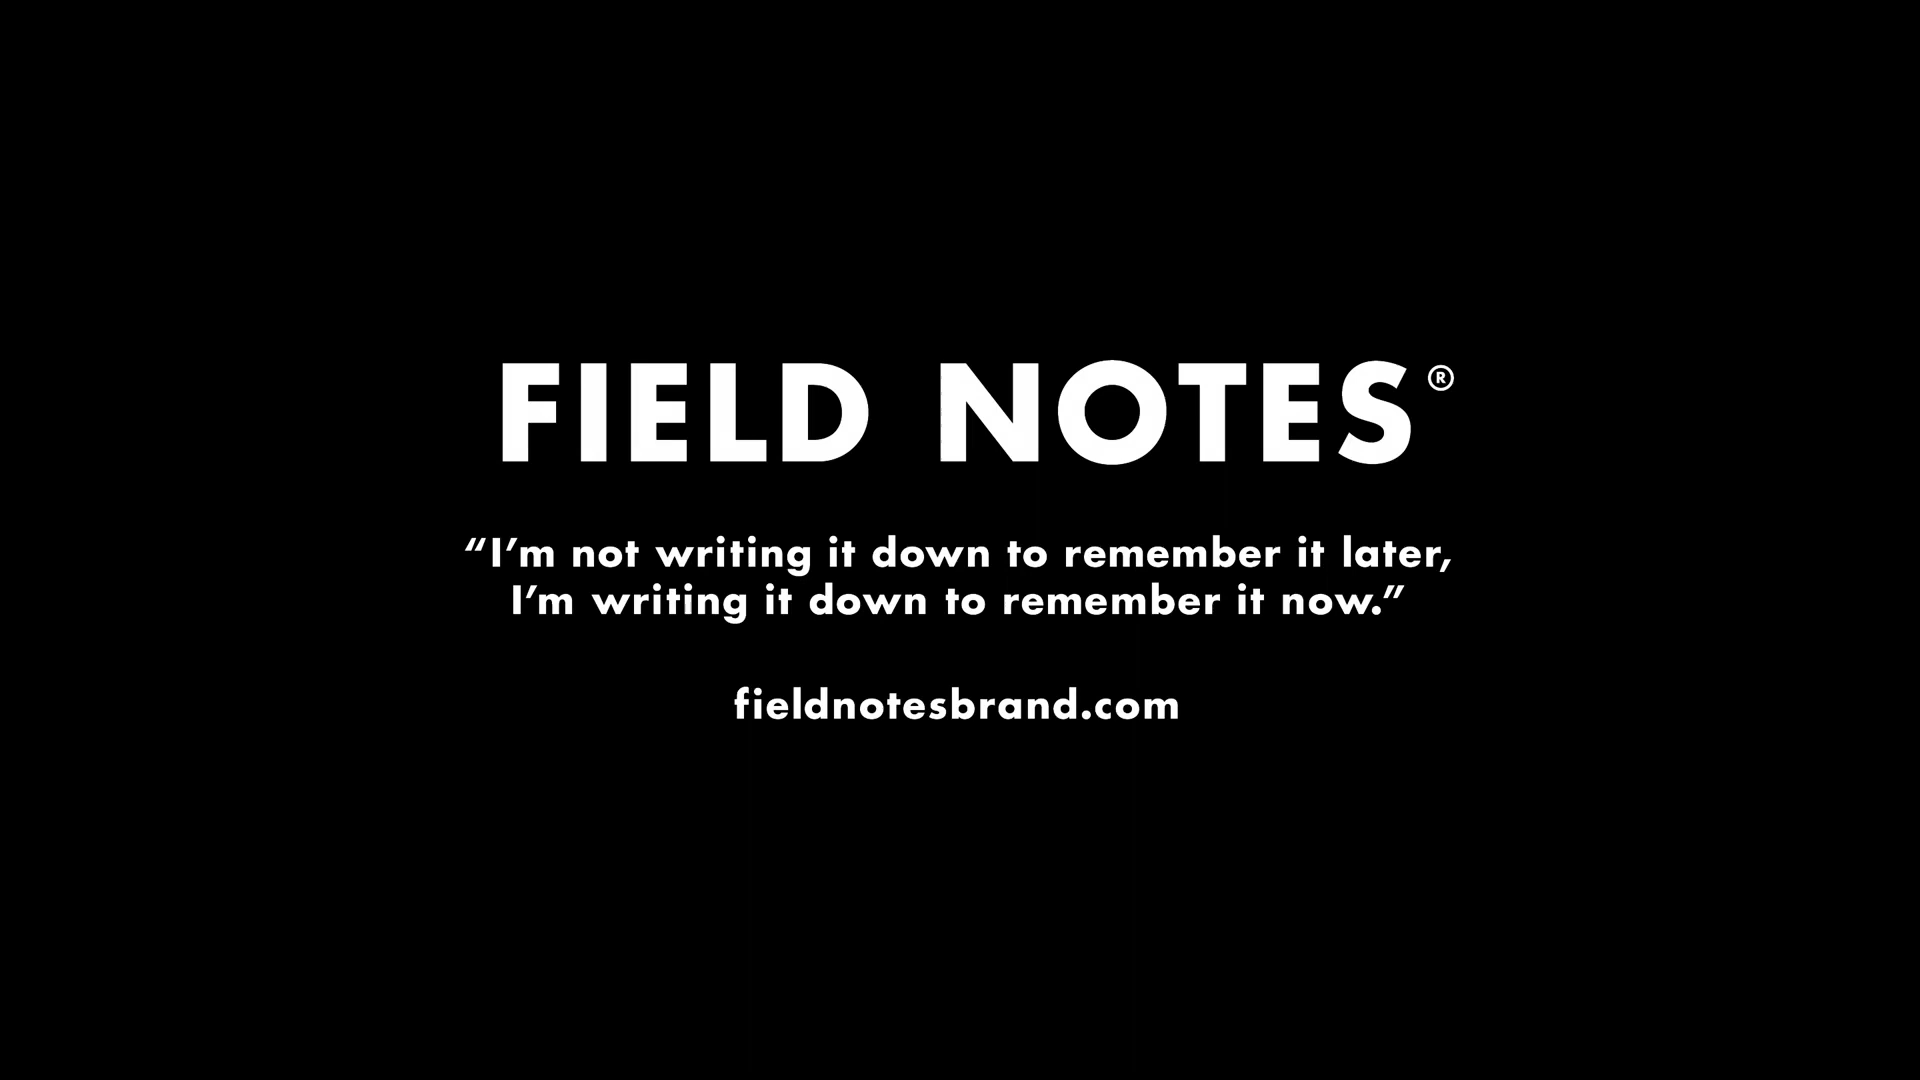 FIELD NOTES®
“I’m not writing it down to remember it later,
I’m writing it down to remember it now.”
fieldnotesbrand.com